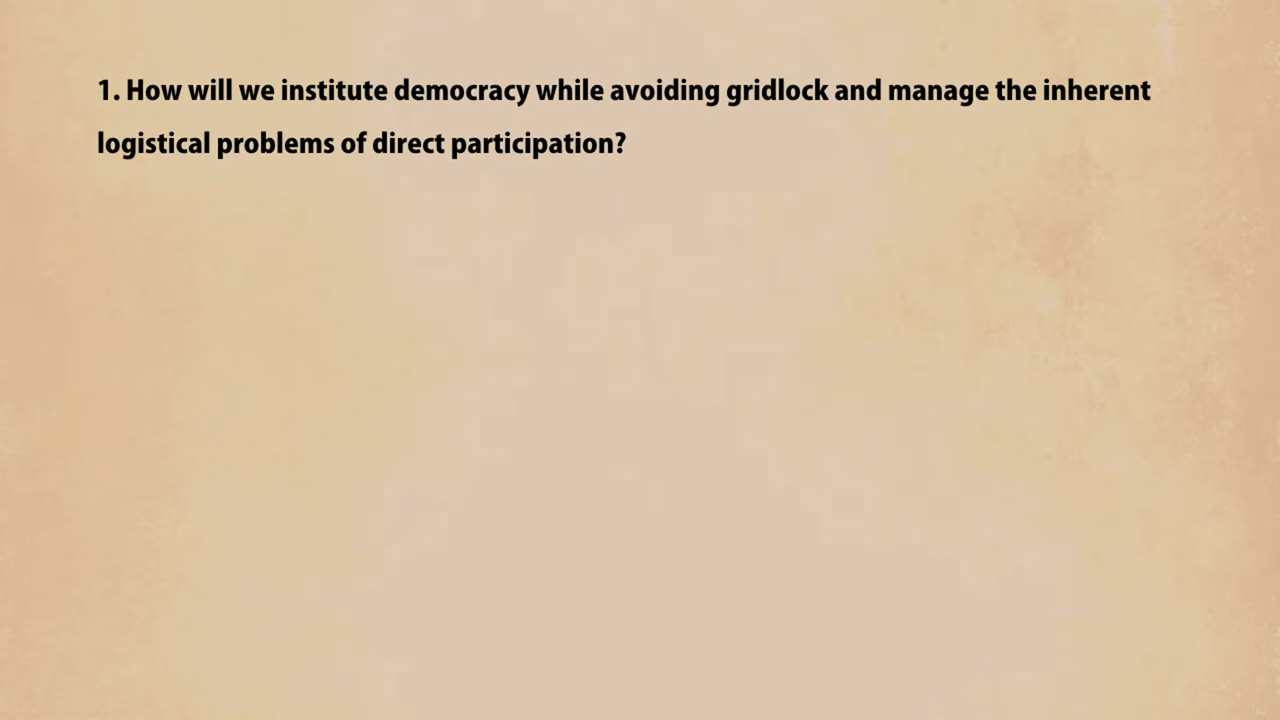 1. How will we institute democracy while avoiding gridlock and manage the inherent
logistical problems of direct participation?